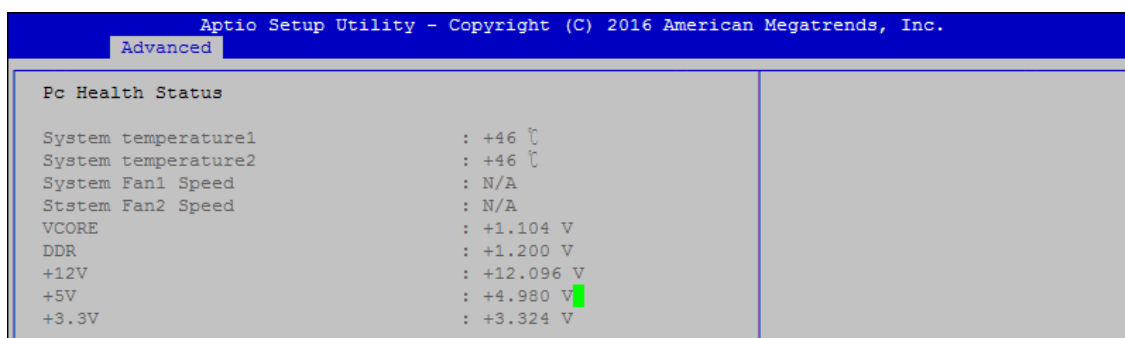 Aptio Setup Utility - Copyright (C) 2016 American Megatrends, Inc.
Advanced
Pc Health Status
System temperature1 : +46 ℃
System temperature2 : +46 ℃
System Fan1 Speed : N/A
Ststem Fan2 Speed : N/A
VCORE : +1.104 V
DDR : +1.200 V
+12V : +12.096 V
+5V : +4.980 V
+3.3V : +3.324 V